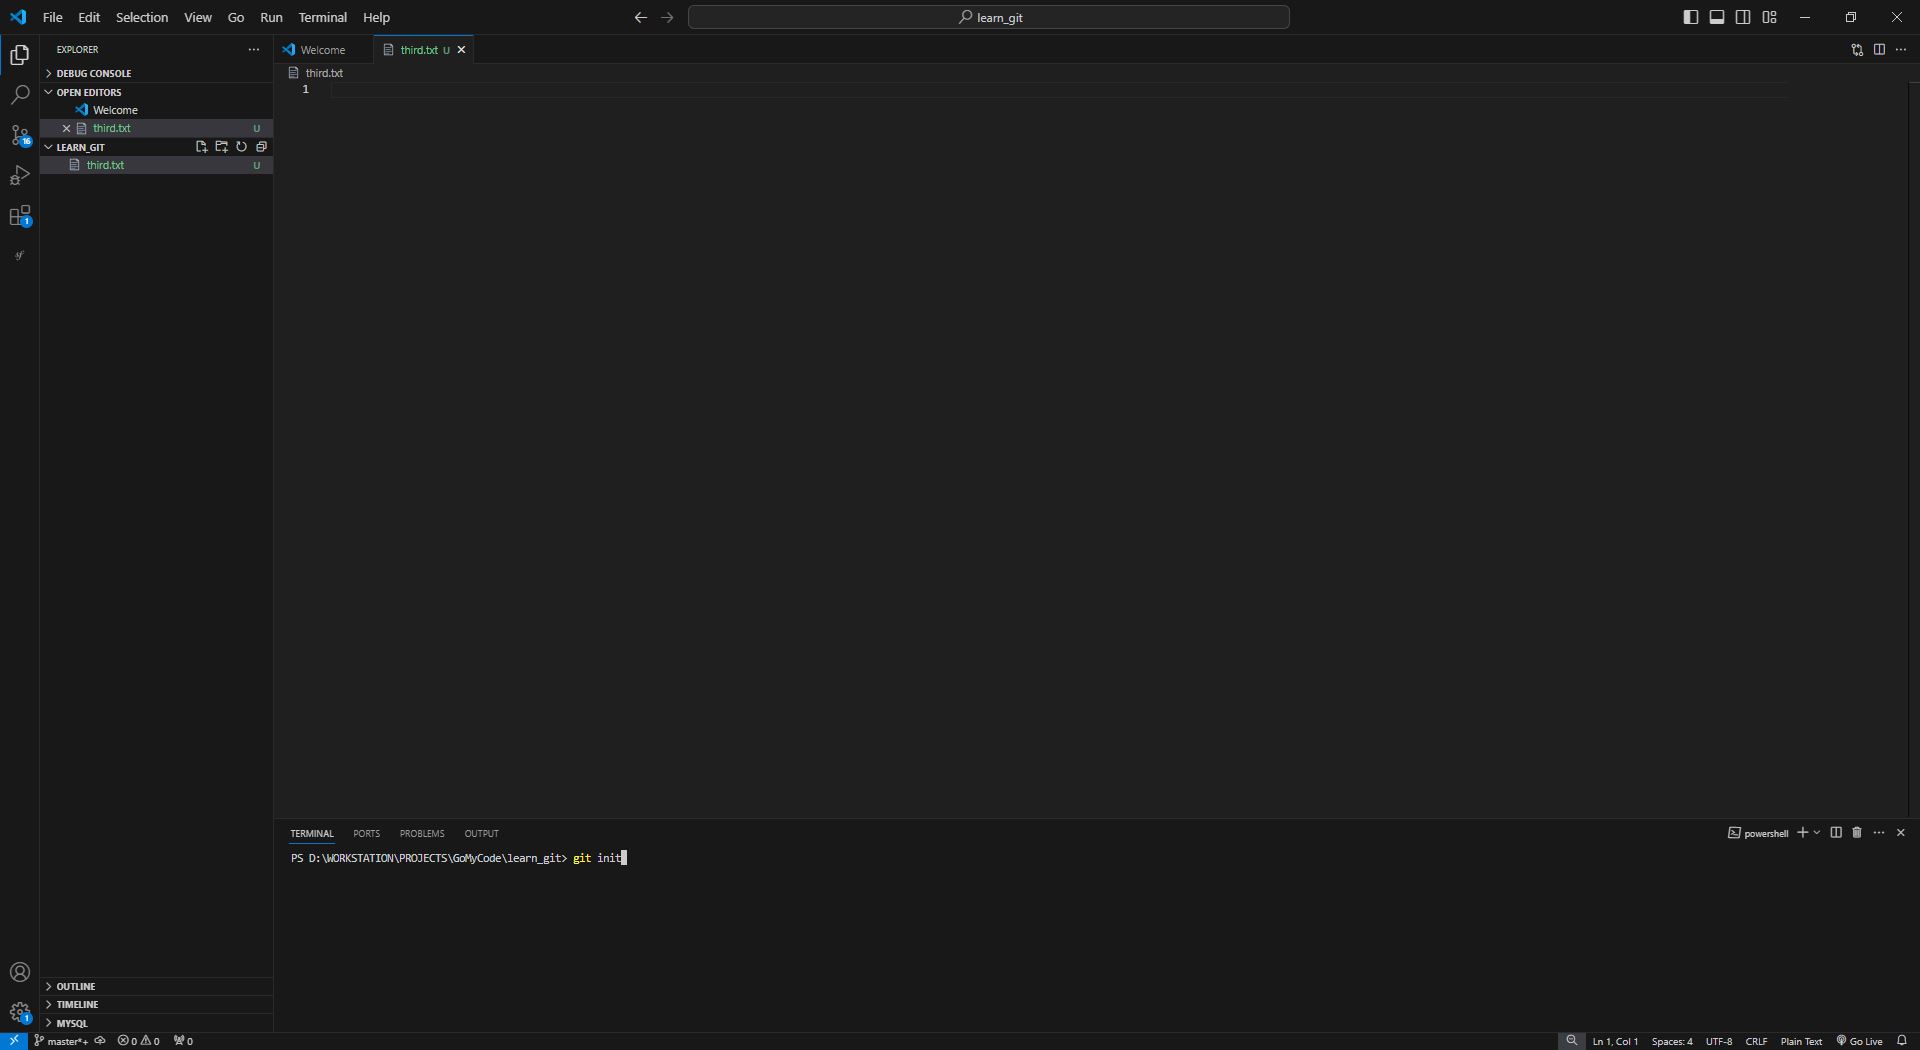 File Edit Selection View Go Run Terminal Help
learn_git
EXPLORER
DEBUG CONSOLE
OPEN EDITORS
Welcome
third.txt U
LEARN_GIT
third.txt U
16
1
Welcome
third.txt U
third.txt
1
TERMINAL PORTS PROBLEMS OUTPUT
powershell
PS D:\WORKSTATION\PROJECTS\GoMyCode\learn_git> git init
OUTLINE
TIMELINE
MYSQL
1
master*+ 0 0 0
Ln 1, Col 1 Spaces: 4 UTF-8 CRLF Plain Text Go Live